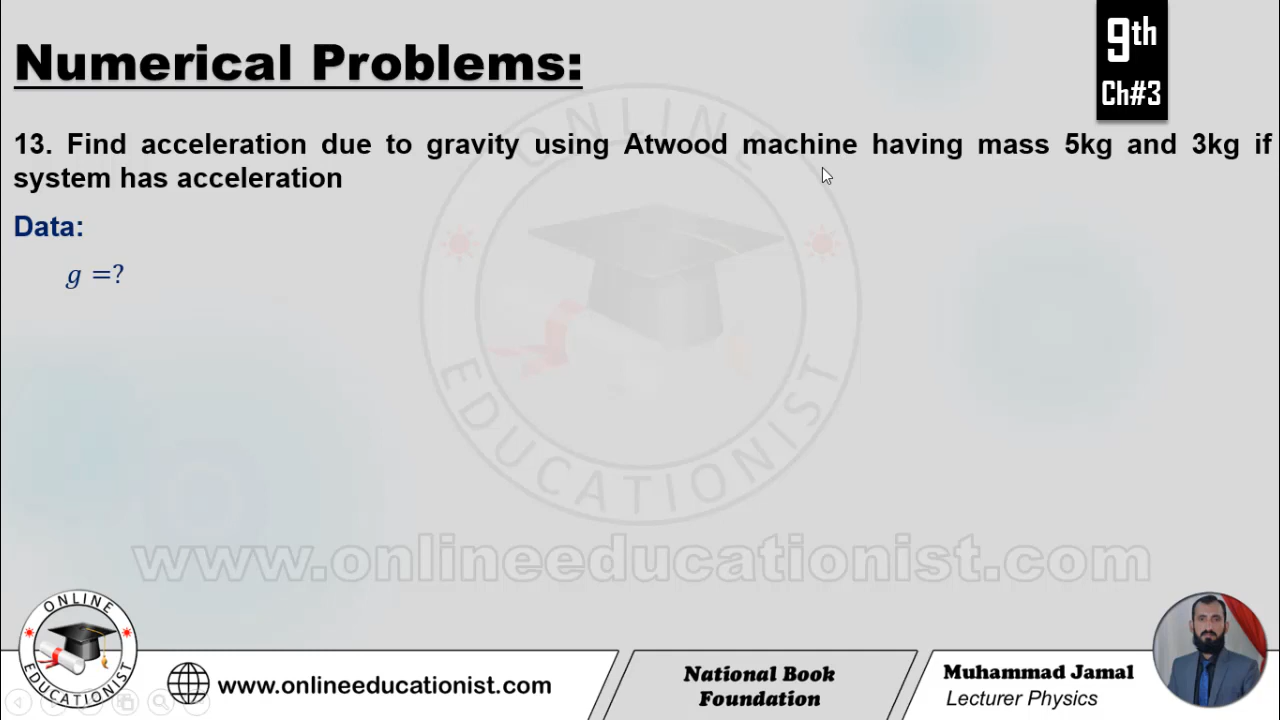 Numerical Problems:
9th
Ch#3
13. Find acceleration due to gravity using Atwood machine having mass 5kg and 3kg if
system has acceleration
Data:
g =?
ONLINE
EDUCATIONIST
www.onlineeducationist.com
ONLINE
EDUCATIONIST
www.onlineeducationist.com
National Book
Foundation
Muhammad Jamal
Lecturer Physics